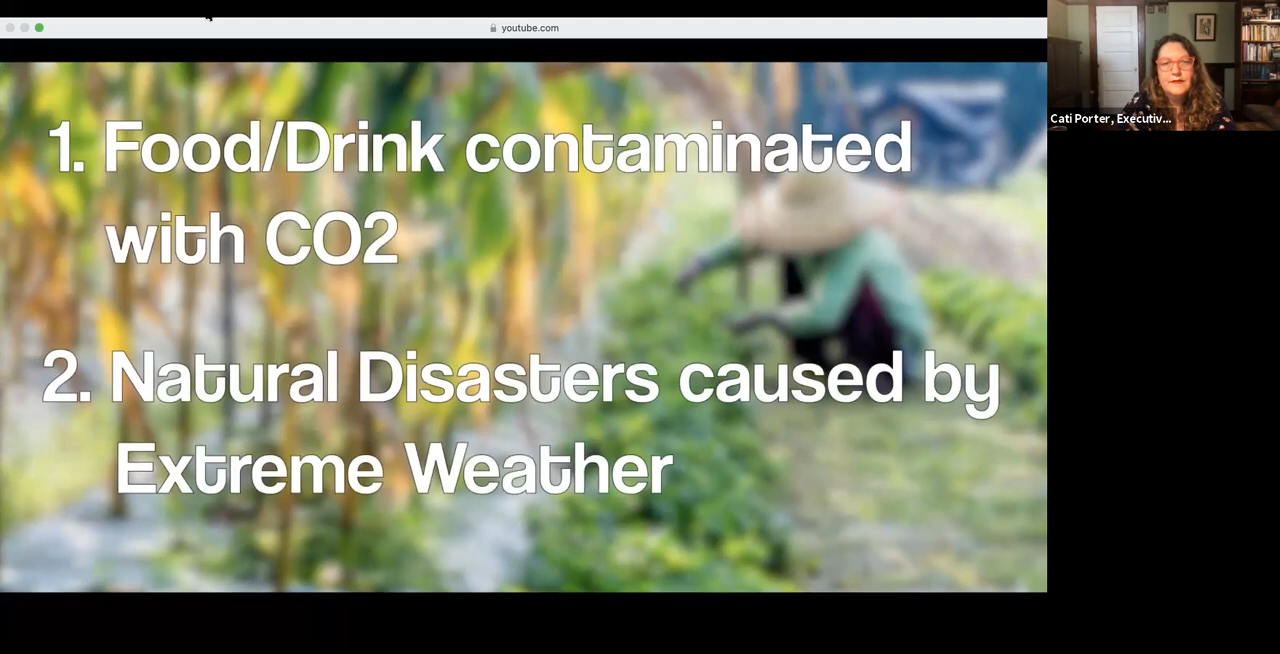 youtube.com
1. Food/Drink contaminated
with CO2
2. Natural Disasters caused by
Extreme Weather
Cati Porter, Executiv...